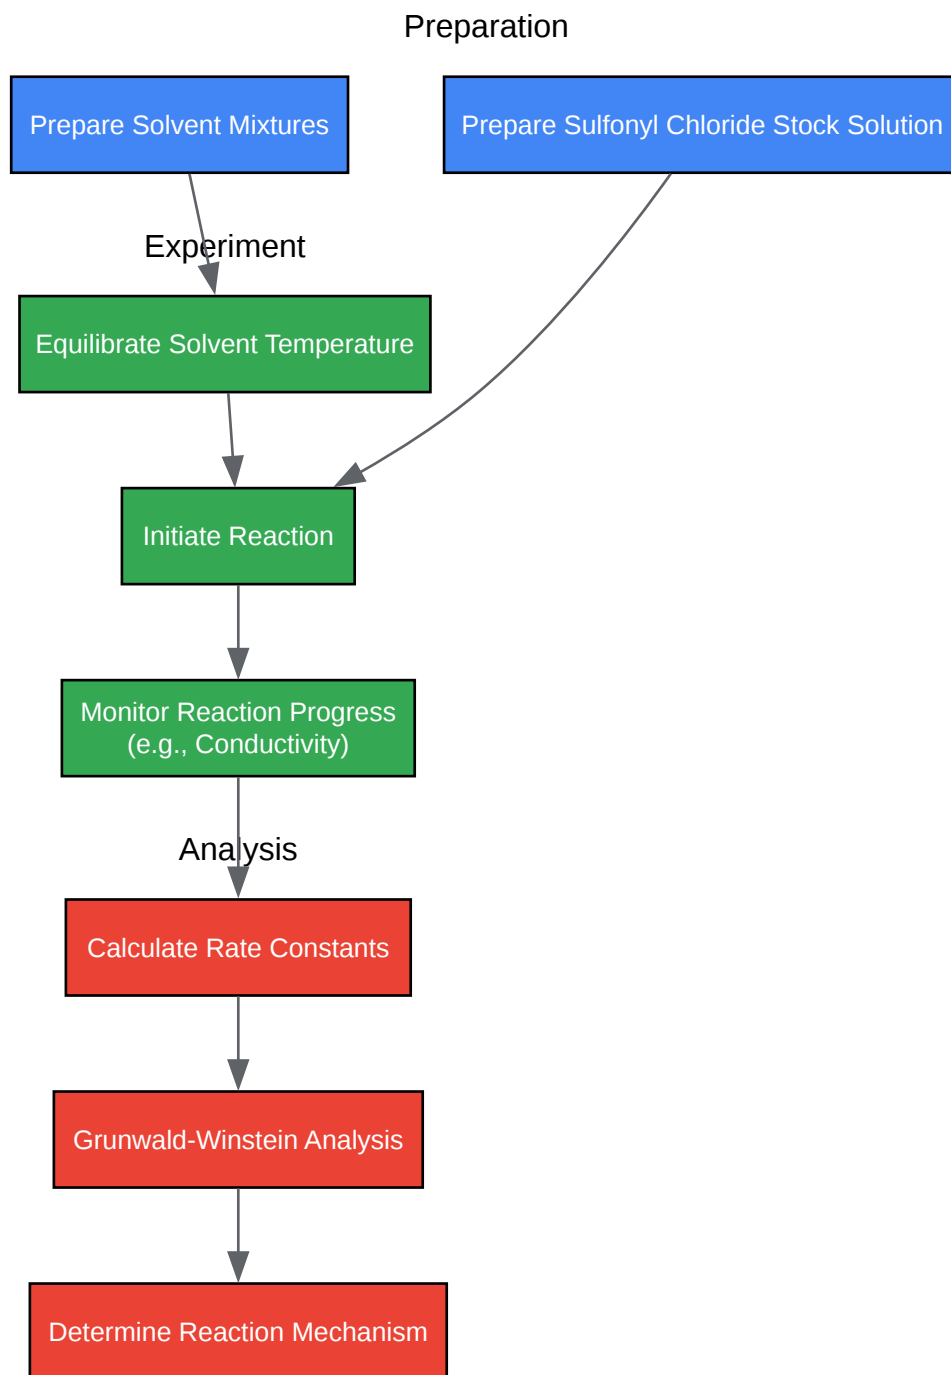 Preparation
Prepare Solvent Mixtures
Prepare Sulfonyl Chloride Stock Solution
Experiment
Equilibrate Solvent Temperature
Initiate Reaction
Monitor Reaction Progress
(e.g., Conductivity)
Analysis
Calculate Rate Constants
Grunwald-Winstein Analysis
Determine Reaction Mechanism